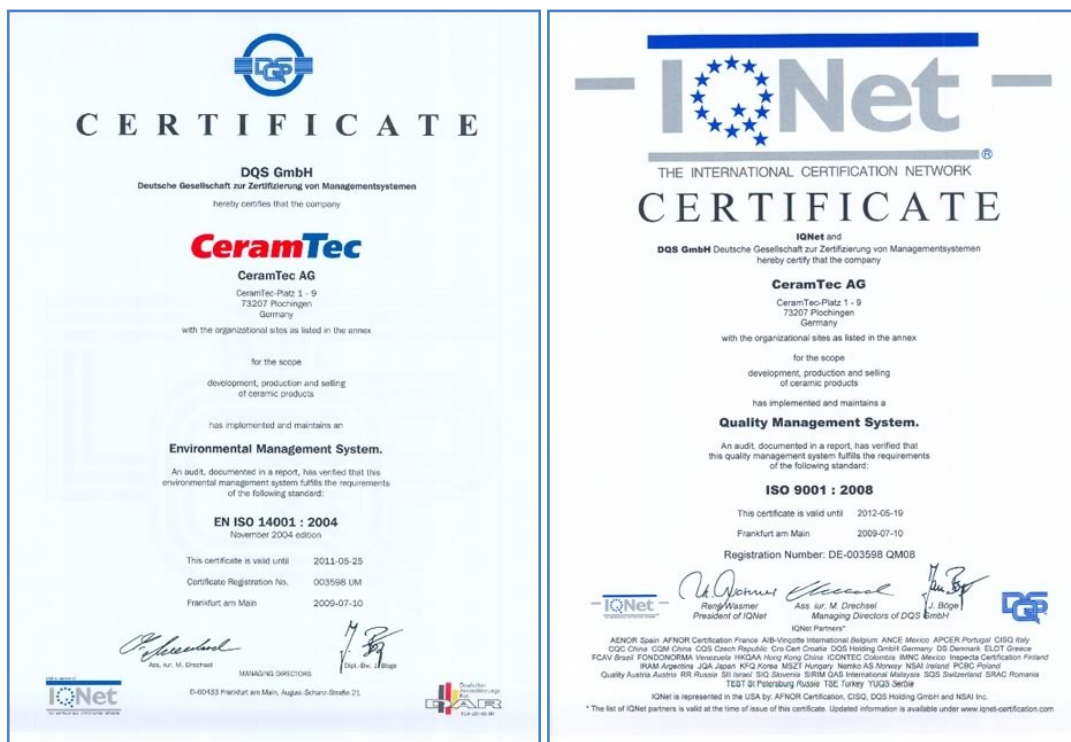 DQS
CERTIFICATE
DQS GmbH
Deutsche Gesellschaft zur Zertifizierung von Managementsystemen
hereby certifies that the company
CeramTec
CeramTec AG
CeramTec-Platz 1 - 9
73207 Plochingen
Germany
with the organizational sites as listed in the annex
for the scope
development, production and selling
of ceramic products
has implemented and maintains an
Environmental Management System.
An audit, documented in a report, has verified that this
environmental management system fulfills the requirements
of the following standard:
EN ISO 14001 : 2004
November 2004 edition
This certificate is valid until 2011-05-25
Certificate Registration No. 003598 UM
Frankfurt am Main 2009-07-10
Ass. iur. M. Drechsel
Dipl.-Bw. J. Böge
MANAGING DIRECTORS
D-60433 Frankfurt am Main, August-Schanz-Straße 21
IQNet
Deutscher
Akkreditierungs
Rat
DAR
IQNet
®
THE INTERNATIONAL CERTIFICATION NETWORK
CERTIFICATE
IQNet and
DQS GmbH Deutsche Gesellschaft zur Zertifizierung von Managementsystemen
hereby certify that the company
CeramTec AG
CeramTec-Platz 1 - 9
73207 Plochingen
Germany
with the organizational sites as listed in the annex
for the scope
development, production and selling
of ceramic products
has implemented and maintains a
Quality Management System.
An audit, documented in a report, has verified that
this quality management system fulfills the requirements
of the following standard:
ISO 9001 : 2008
This certificate is valid until 2012-05-19
Frankfurt am Main 2009-07-10
Registration Number: DE-003598 QM08
IQNet
René Wasmer Ass. iur. M. Drechsel J. Böge
President of IQNet Managing Directors of DQS GmbH
DQS
IQNet Partners*:
AENOR Spain AFNOR Certification France AIB-Vinçotte International Belgium ANCE Mexico APCER Portugal CISQ Italy
CQC China CQM China CQS Czech Republic Cro Cert Croatia DQS Holding GmbH Germany DS Denmark ELOT Greece
FCAV Brazil FONDONORMA Venezuela HKQAA Hong Kong China ICONTEC Colombia IMNC Mexico Inspecta Certification Finland
IRAM Argentina JQA Japan KFQ Korea MSZT Hungary Nemko AS Norway NSAI Ireland PCBC Poland
Quality Austria Austria RR Russia SII Israel SIQ Slovenia SIRIM QAS International Malaysia SQS Switzerland SRAC Romania
TEST St Petersburg Russia TSE Turkey YUQS Serbia
IQNet is represented in the USA by: AFNOR Certification, CISQ, DQS Holding GmbH and NSAI Inc.
* The list of IQNet partners is valid at the time of issue of this certificate. Updated information is available under www.iqnet-certification.com